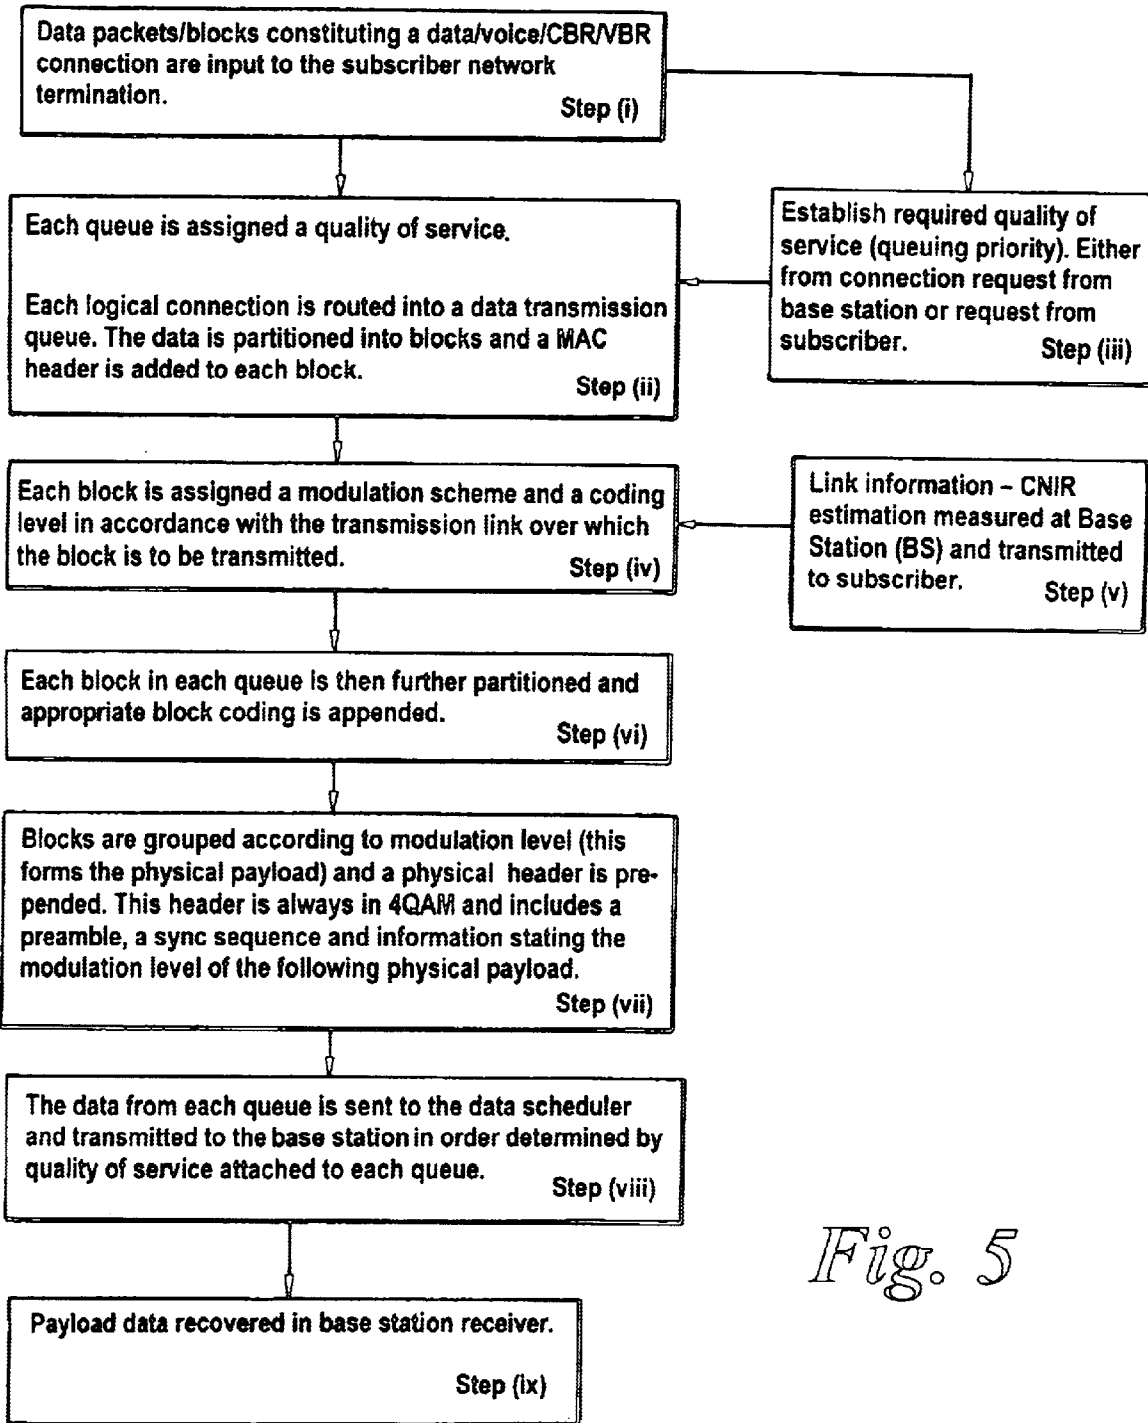 Data packets/blocks constituting a data/voice/CBR/VBR
connection are input to the subscriber network
termination.
Step (i)
Each queue is assigned a quality of service.
Each logical connection is routed into a data transmission
queue. The data is partitioned into blocks and a MAC
header is added to each block.
Step (ii)
Establish required quality of
service (queuing priority). Either
from connection request from
base station or request from
subscriber.
Step (iii)
Each block is assigned a modulation scheme and a coding
level in accordance with the transmission link over which
the block is to be transmitted.
Step (iv)
Link information – CNIR
estimation measured at Base
Station (BS) and transmitted
to subscriber.
Step (v)
Each block in each queue is then further partitioned and
appropriate block coding is appended.
Step (vi)
Blocks are grouped according to modulation level (this
forms the physical payload) and a physical header is pre-
pended. This header is always in 4QAM and includes a
preamble, a sync sequence and information stating the
modulation level of the following physical payload.
Step (vii)
The data from each queue is sent to the data scheduler
and transmitted to the base station in order determined by
quality of service attached to each queue.
Step (viii)
Payload data recovered in base station receiver.
Step (ix)
Fig. 5